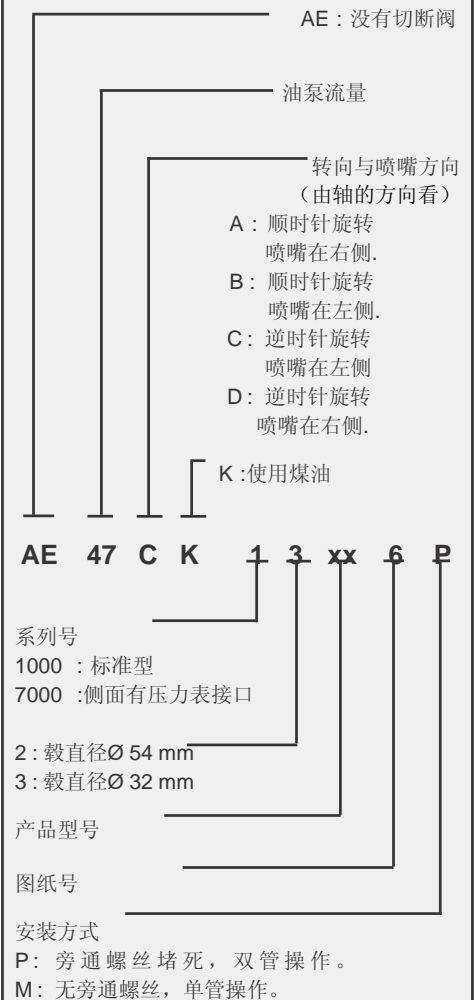 AE : 没有切断阀
油泵流量
转向与喷嘴方向
（由轴的方向看）
A : 顺时针旋转
喷嘴在右侧.
B : 顺时针旋转
喷嘴在左侧.
C : 逆时针旋转
喷嘴在左侧
D : 逆时针旋转
喷嘴在右侧.
K :使用煤油
AE 47 C K 1 3 xx 6 P
系列号
1000 : 标准型
7000 :侧面有压力表接口
2 : 毂直径Ø 54 mm
3 : 毂直径Ø 32 mm
产品型号
图纸号
安装方式
P: 旁通螺丝堵死，双管操作。
M: 无旁通螺丝，单管操作。